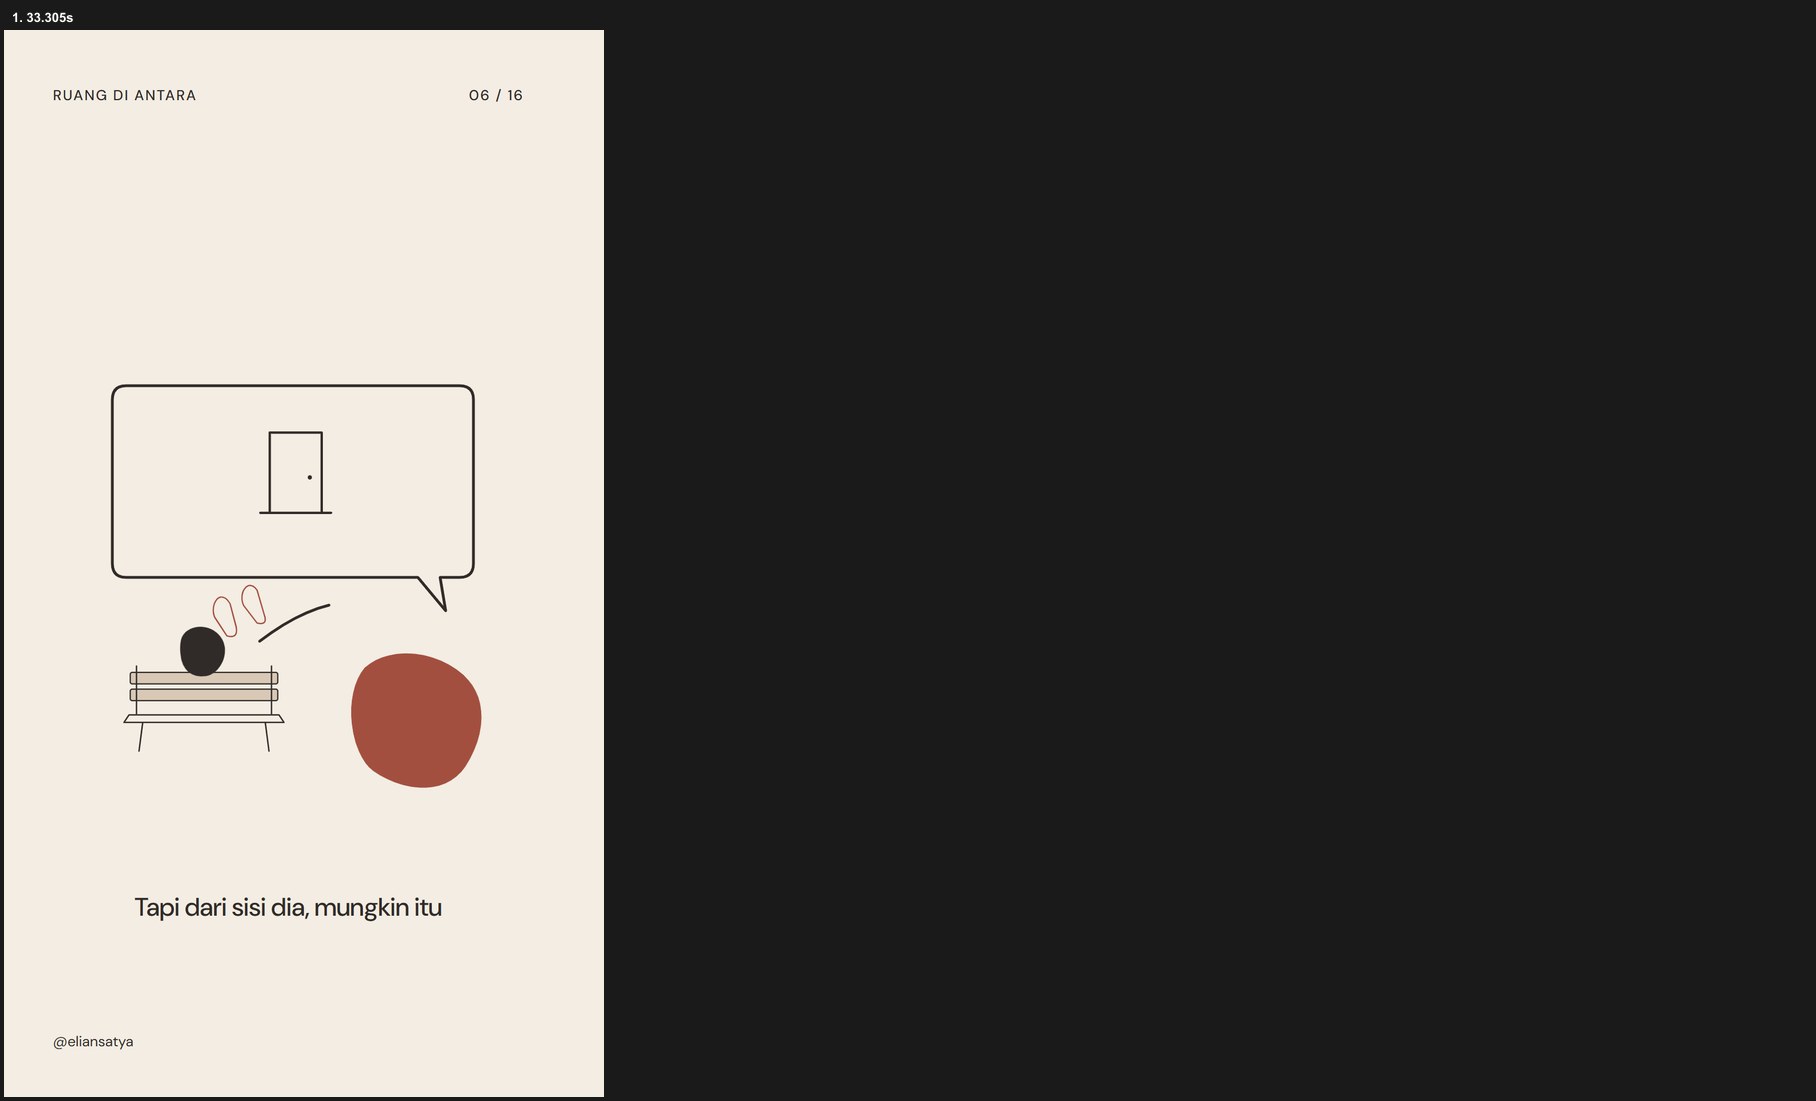 1. 33.305s
RUANG DI ANTARA
06 / 16
Tapi dari sisi dia, mungkin itu
@eliansatya